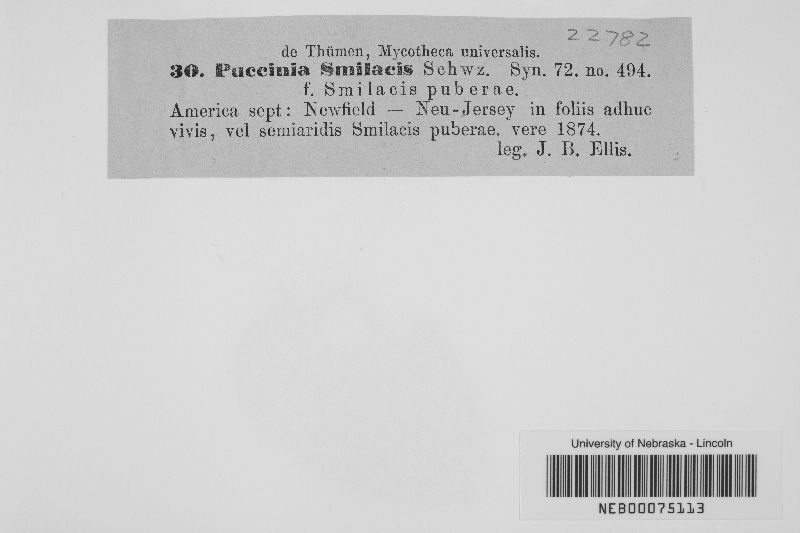 22782
de Thümen, Mycotheca universalis.
30. Puccinia Smilacis Schwz. Syn. 72. no. 494.
f. Smilacis puberae.
America sept: Newfield — Neu-Jersey in foliis adhuc
vivis, vel semiaridis Smilacis puberae. vere 1874.
leg. J. B. Ellis.
University of Nebraska - Lincoln
NEB00075113